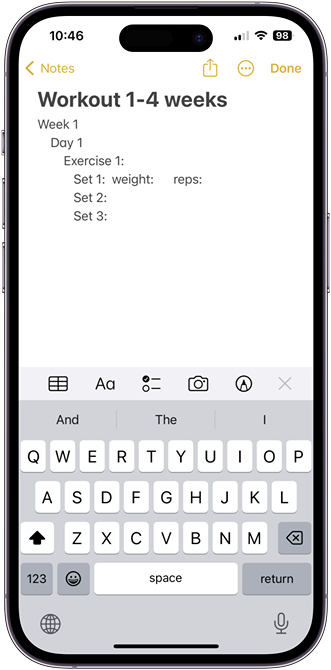 10:46 98
Notes Done
Workout 1-4 weeks
Week 1
Day 1
Exercise 1:
Set 1: weight: reps:
Set 2:
Set 3:
Aa
And The I
Q W E R T Y U I O P
A S D F G H J K L
Z X C V B N M
123 space return